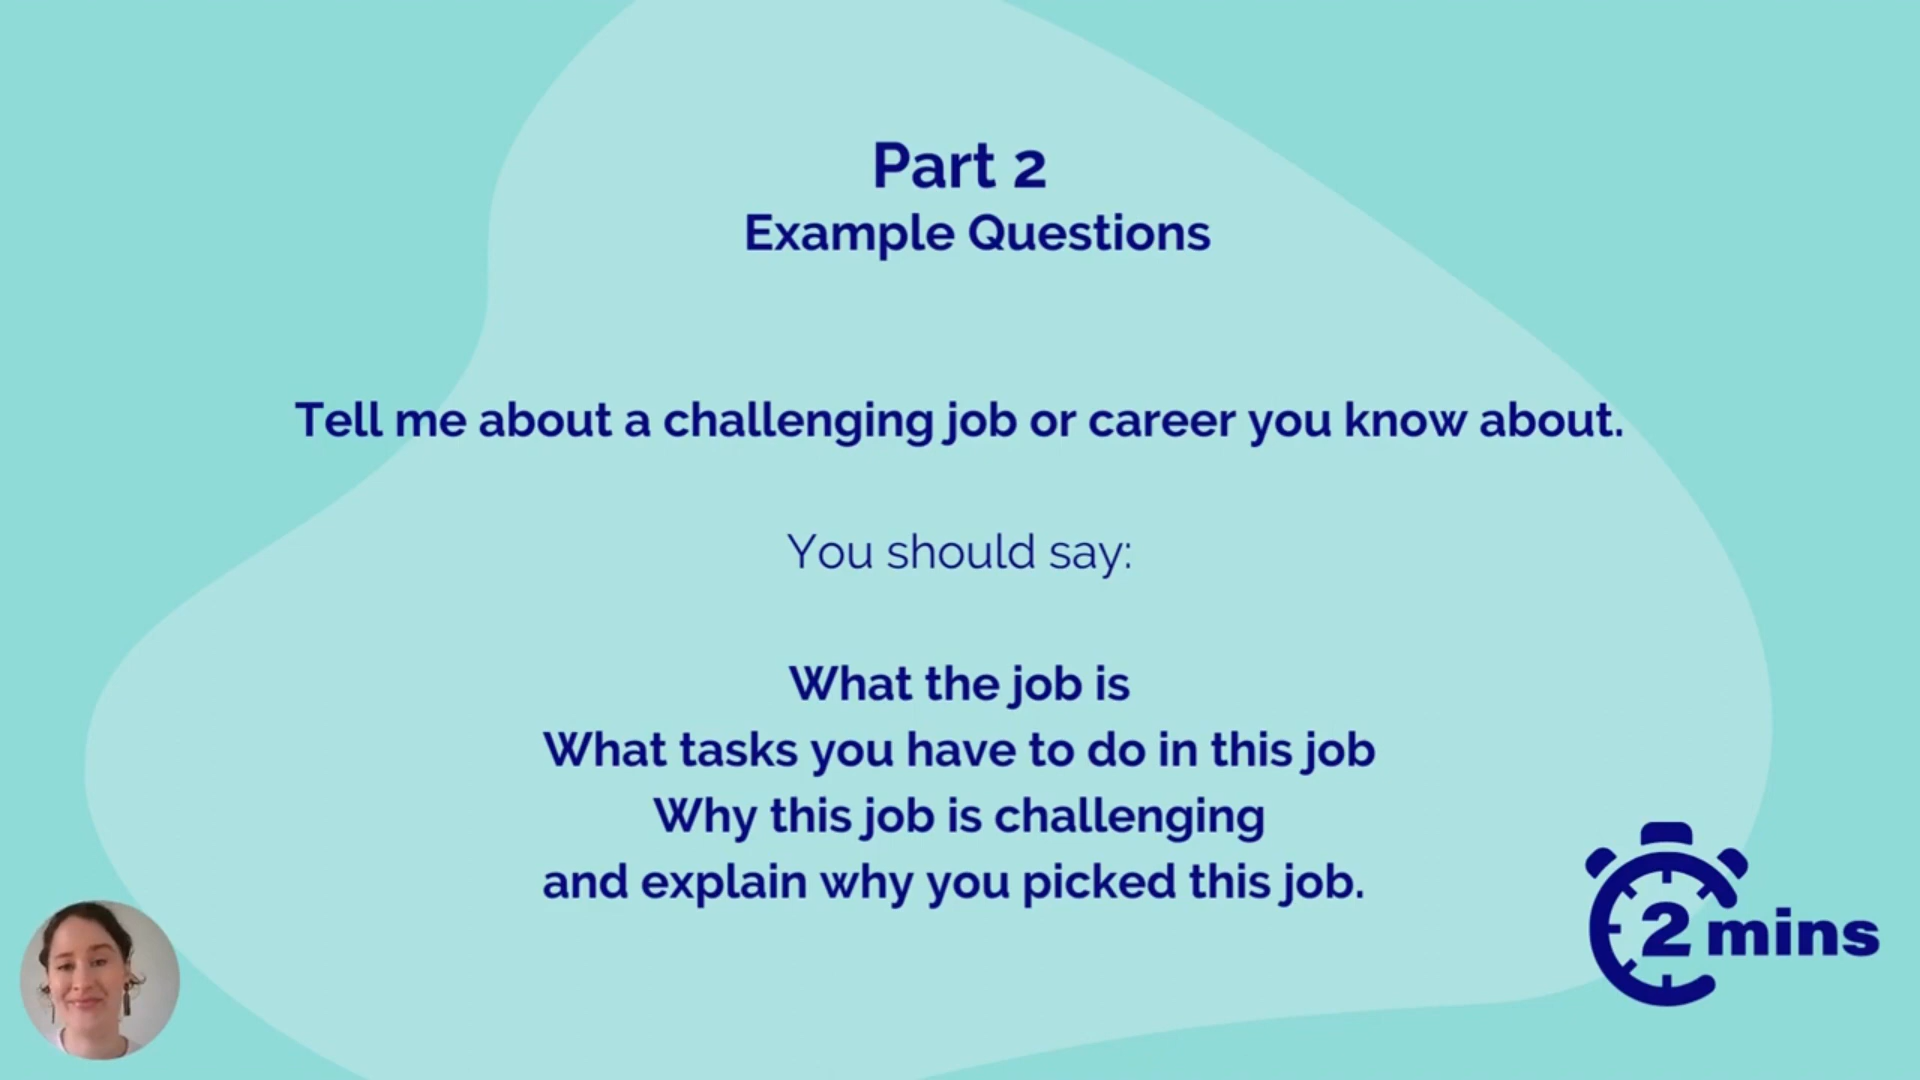 Part 2
Example Questions
Tell me about a challenging job or career you know about.
You should say:
What the job is
What tasks you have to do in this job
Why this job is challenging
and explain why you picked this job.
2 mins